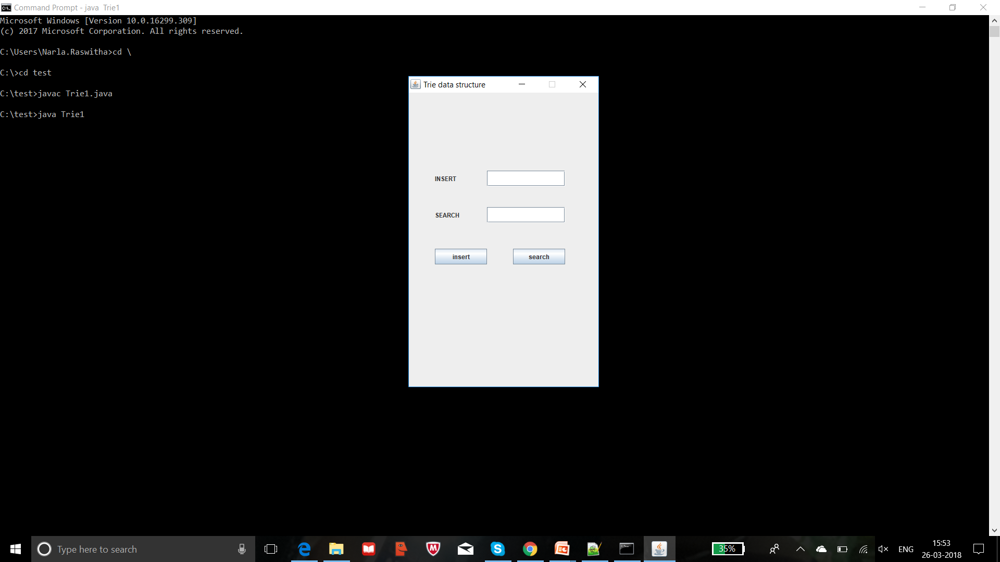 Command Prompt - java  Trie1
Microsoft Windows [Version 10.0.16299.309]
(c) 2017 Microsoft Corporation. All rights reserved.
C:\Users\Narla.Raswitha>cd \
C:\>cd test
C:\test>javac Trie1.java
C:\test>java Trie1
Trie data structure
INSERT
SEARCH
insert search
Type here to search
35%
ENG
15:53
26-03-2018